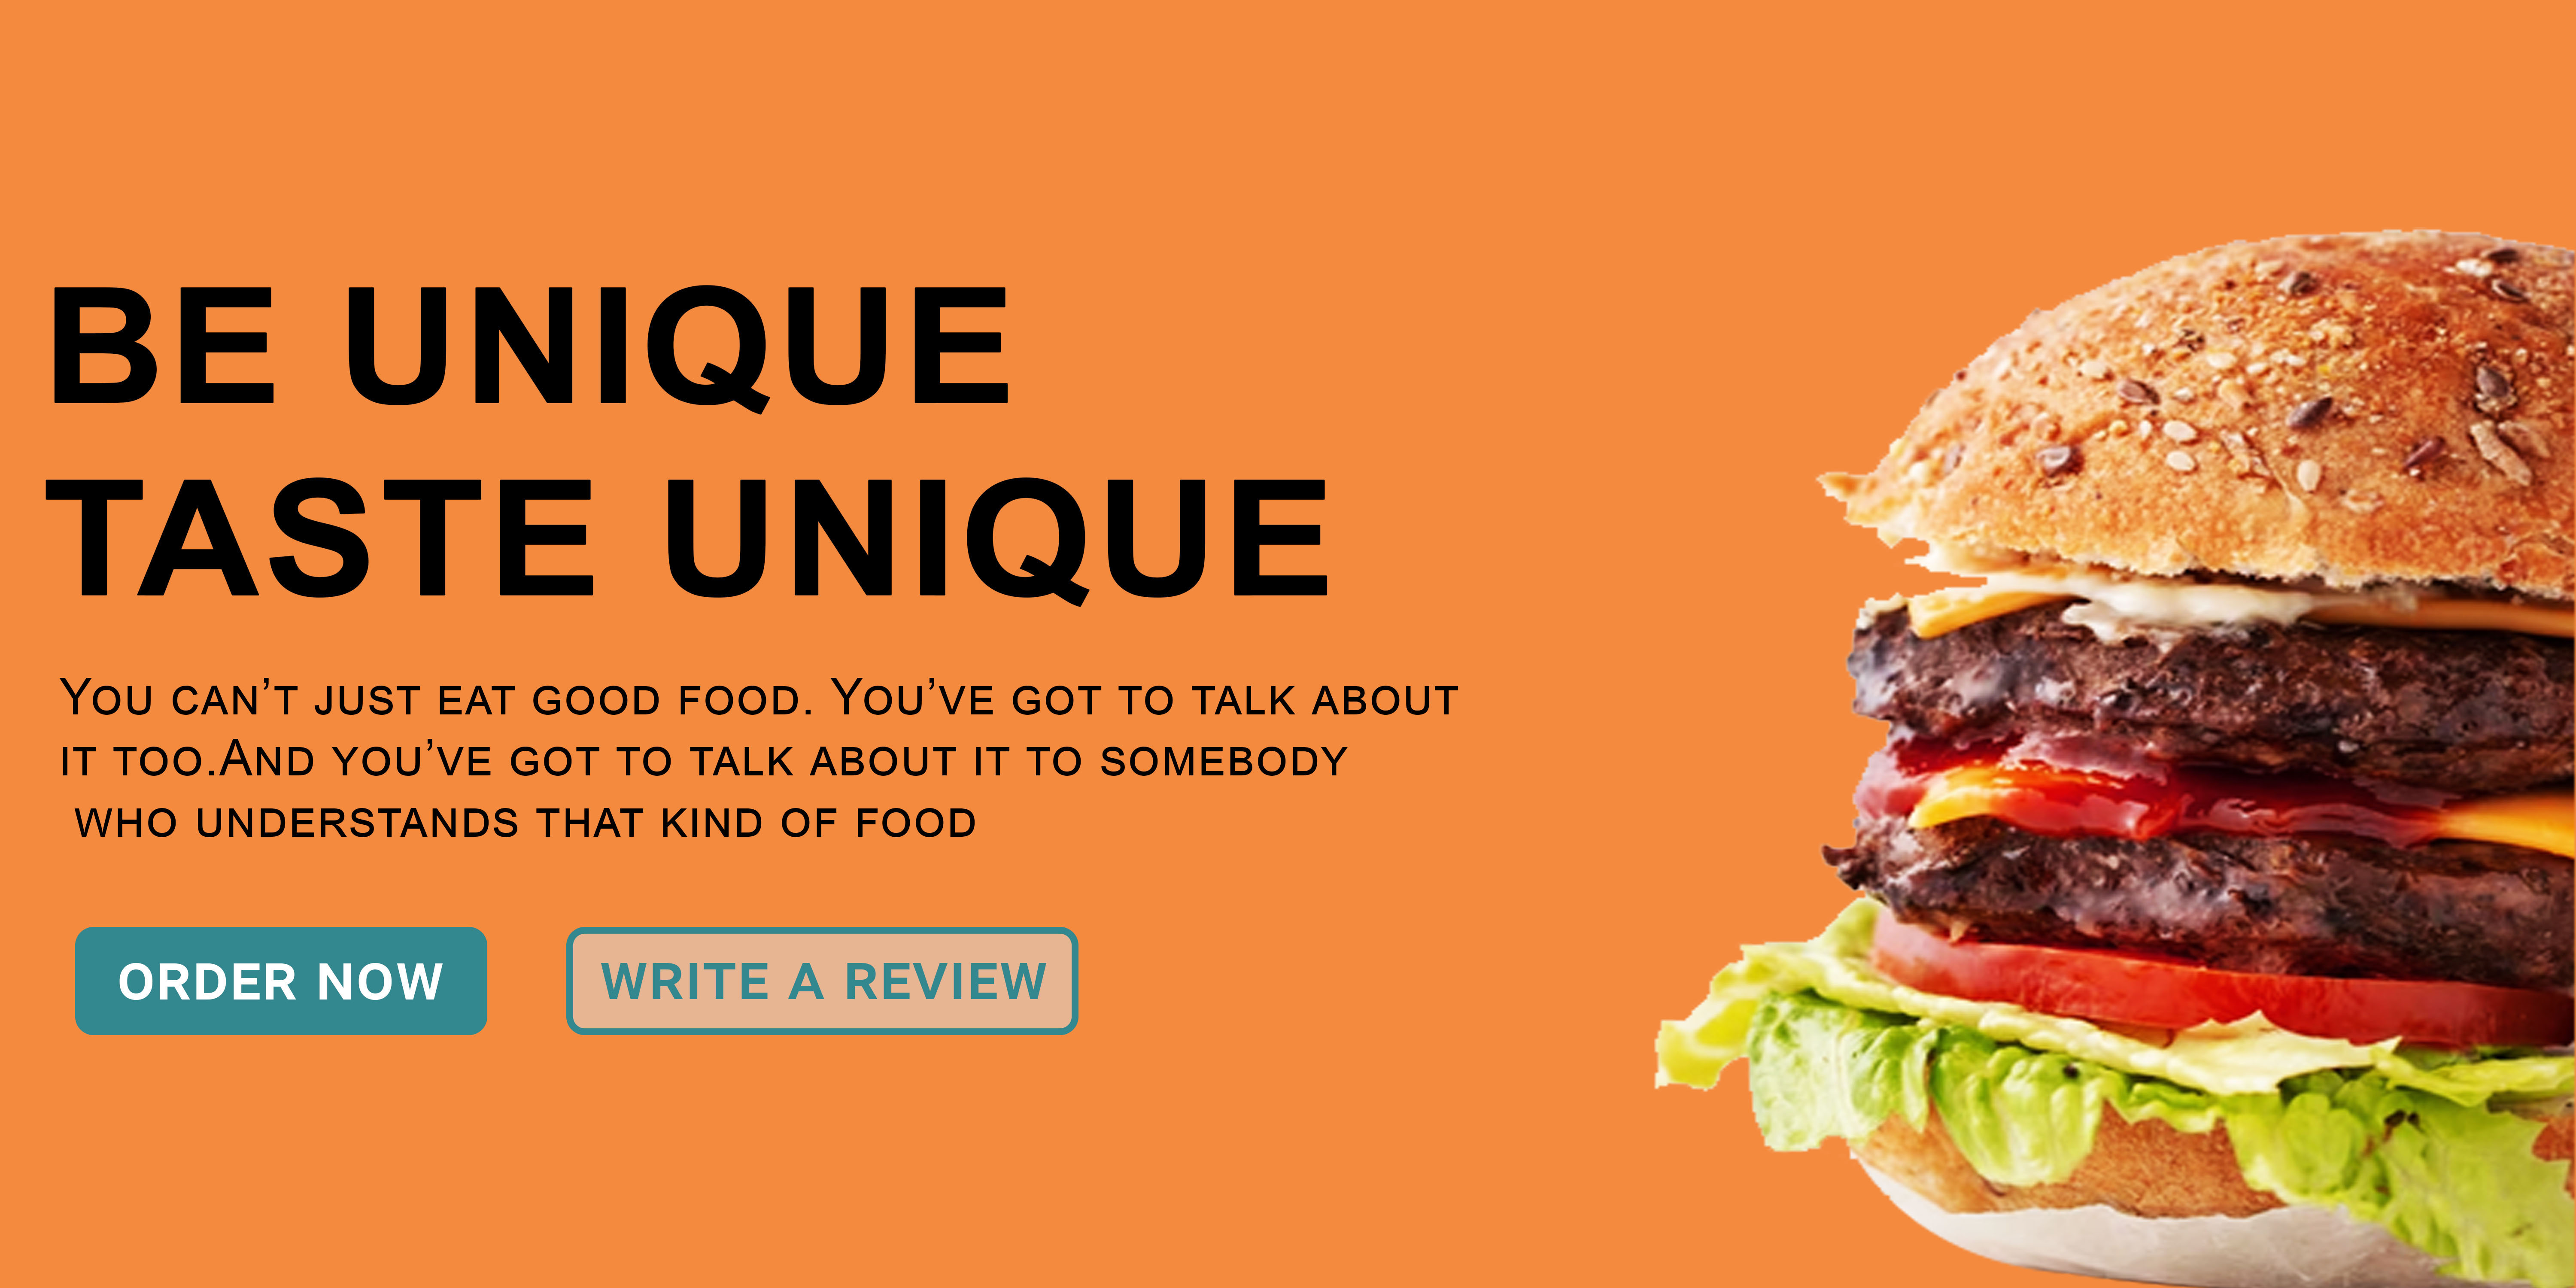 BE UNIQUE
TASTE UNIQUE
You can’t just eat good food. You’ve got to talk about
it too.And you’ve got to talk about it to somebody
who understands that kind of food
ORDER NOW
WRITE A REVIEW